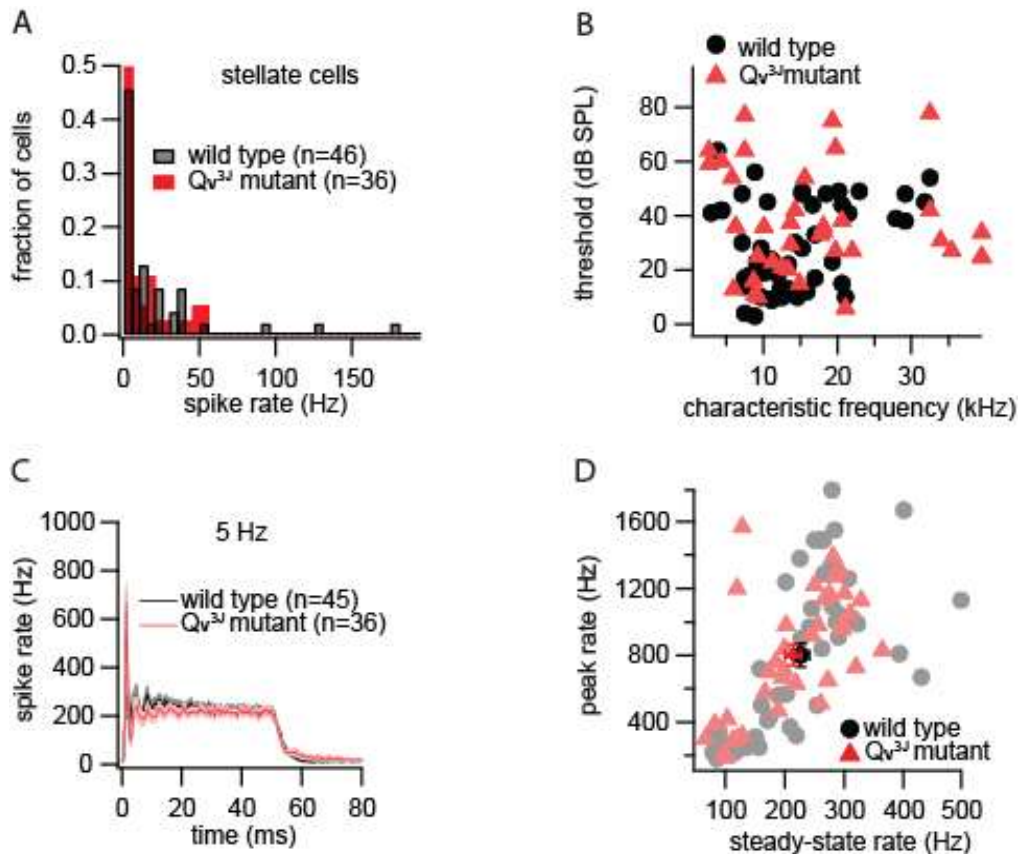 A
stellate cells
wild type (n=46)
Qv³ᴶ mutant (n=36)
fraction of cells
0.5
0.4
0.3
0.2
0.1
0.0
0 50 100 150
spike rate (Hz)
B
wild type
Qv³ᴶ mutant
threshold (dB SPL)
80
60
40
20
0
10 20 30
characteristic frequency (kHz)
C
5 Hz
wild type (n=45)
Qv³ᴶ mutant (n=36)
spike rate (Hz)
1000
800
600
400
200
0
0 20 40 60 80
time (ms)
D
peak rate (Hz)
1600
1200
800
400
wild type
Qv³ᴶ mutant
100 200 300 400 500
steady-state rate (Hz)